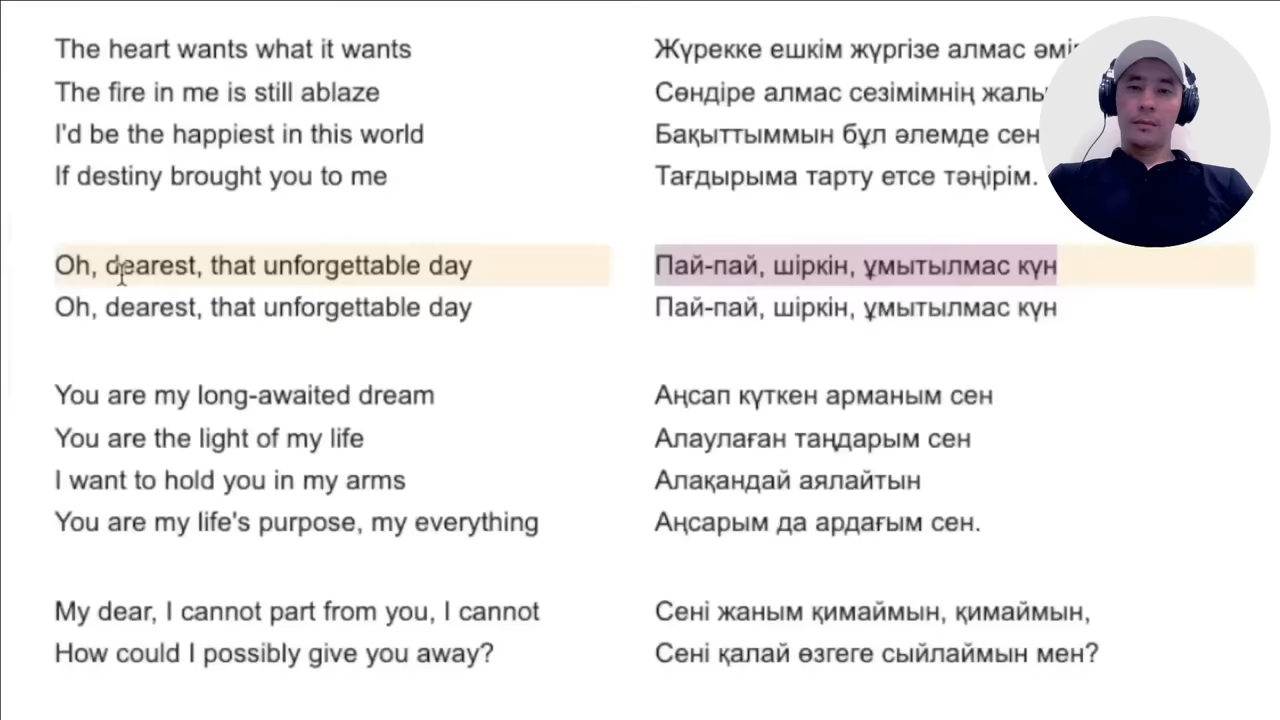 The heart wants what it wants
The fire in me is still ablaze
I'd be the happiest in this world
If destiny brought you to me
Oh, dearest, that unforgettable day
Oh, dearest, that unforgettable day
You are my long-awaited dream
You are the light of my life
I want to hold you in my arms
You are my life's purpose, my everything
My dear, I cannot part from you, I cannot
How could I possibly give you away?
Жүрекке ешкім жүргізе алмас
Сөндіре алмас сезімімнің
Бақыттыммын бұл әлемде
Тағдырыма тарту етсе тәңірім.
Пай-пай, шіркін, ұмытылмас күн
Пай-пай, шіркін, ұмытылмас күн
Аңсап күткен арманым сен
Алаулаған таңдарым сен
Алақандай аялайтын
Аңсарым да ардағым сен.
Сені жаным қимаймын, қимаймын,
Сені қалай өзгеге сыйлаймын мен?